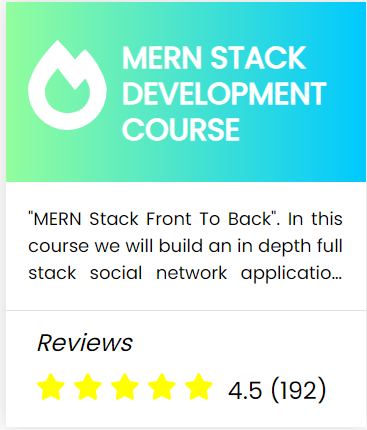 MERN STACK
DEVELOPMENT
COURSE
"MERN Stack Front To Back". In this
course we will build an in depth full
stack social network applicatio...
Reviews
4.5 (192)